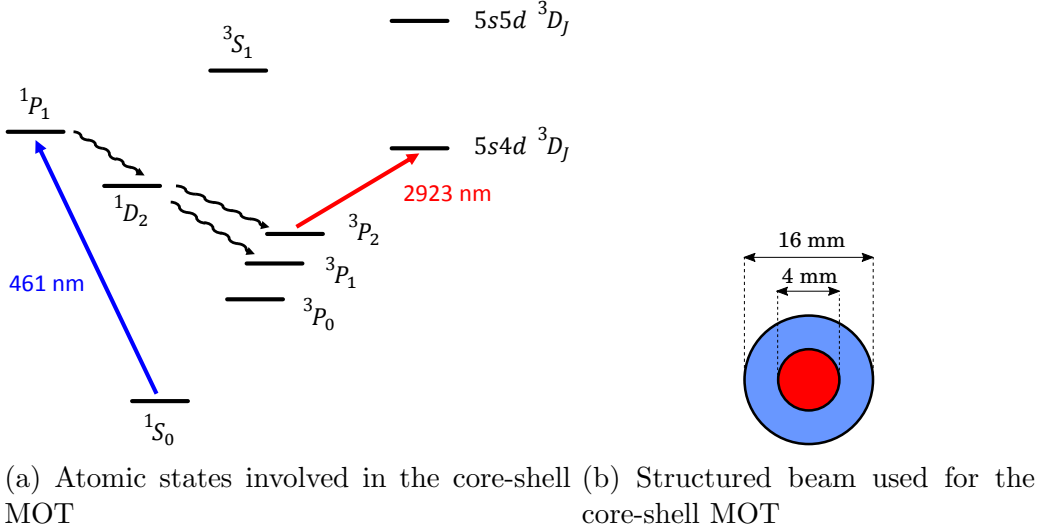 5s5d ³D_J
³S₁
¹P₁
5s4d ³D_J
2923 nm
¹D₂
³P₂
16 mm
³P₁
461 nm
4 mm
³P₀
¹S₀
(a) Atomic states involved in the core-shell
MOT
(b) Structured beam used for the
core-shell MOT